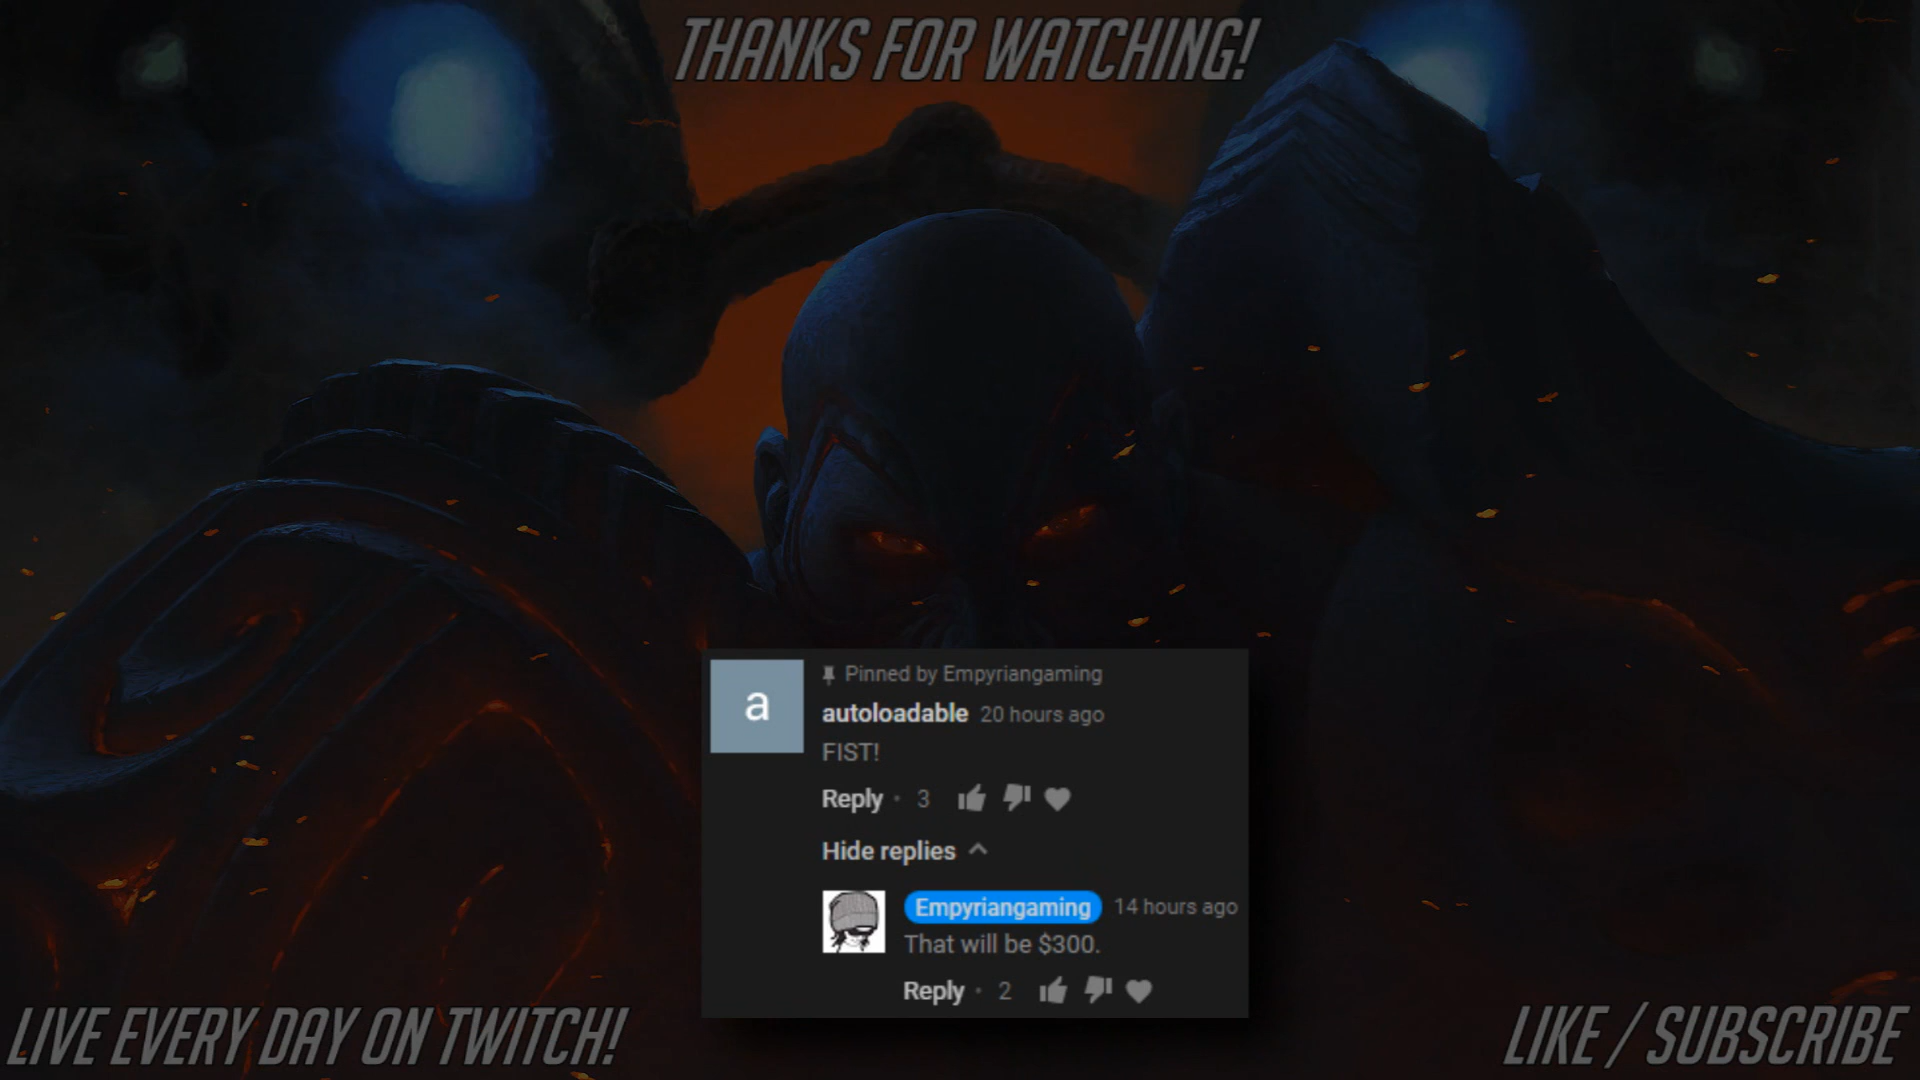 THANKS FOR WATCHING!
a
Pinned by Empyriangaming
autoloadable 20 hours ago
FIST!
Reply · 3
Hide replies
Empyriangaming 14 hours ago
That will be $300.
Reply · 2
LIVE EVERY DAY ON TWITCH!
LIKE / SUBSCRIBE